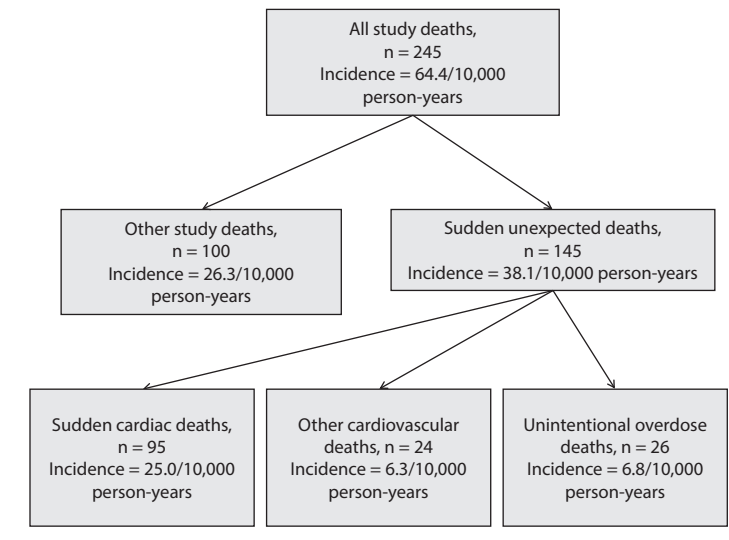 All study deaths,
n = 245
Incidence = 64.4/10,000
person-years
Other study deaths,
n = 100
Incidence = 26.3/10,000
person-years
Sudden unexpected deaths,
n = 145
Incidence = 38.1/10,000 person-years
Sudden cardiac deaths,
n = 95
Incidence = 25.0/10,000
person-years
Other cardiovascular
deaths, n = 24
Incidence = 6.3/10,000
person-years
Unintentional overdose
deaths, n = 26
Incidence = 6.8/10,000
person-years